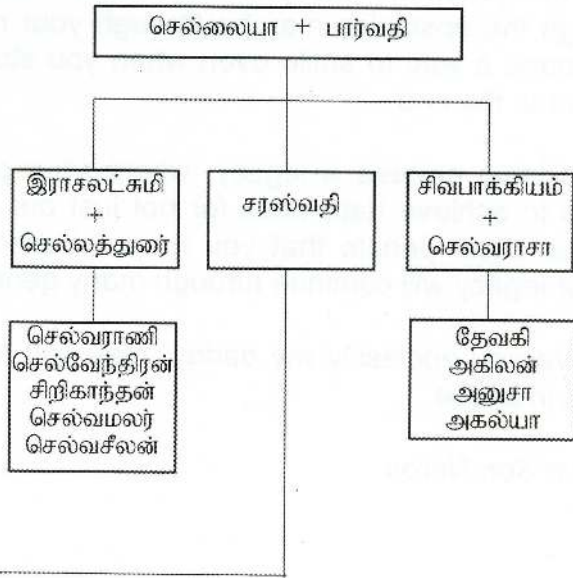 செல்லையா + பார்வதி
இராசலட்சுமி
+
செல்லத்துரை
சரஸ்வதி
சிவபாக்கியம்
+
செல்வராசா
செல்வராணி
செல்வேந்திரன்
சிறிகாந்தன்
செல்வமலர்
செல்வசீலன்
தேவகி
அகிலன்
அனுசா
அகல்யா